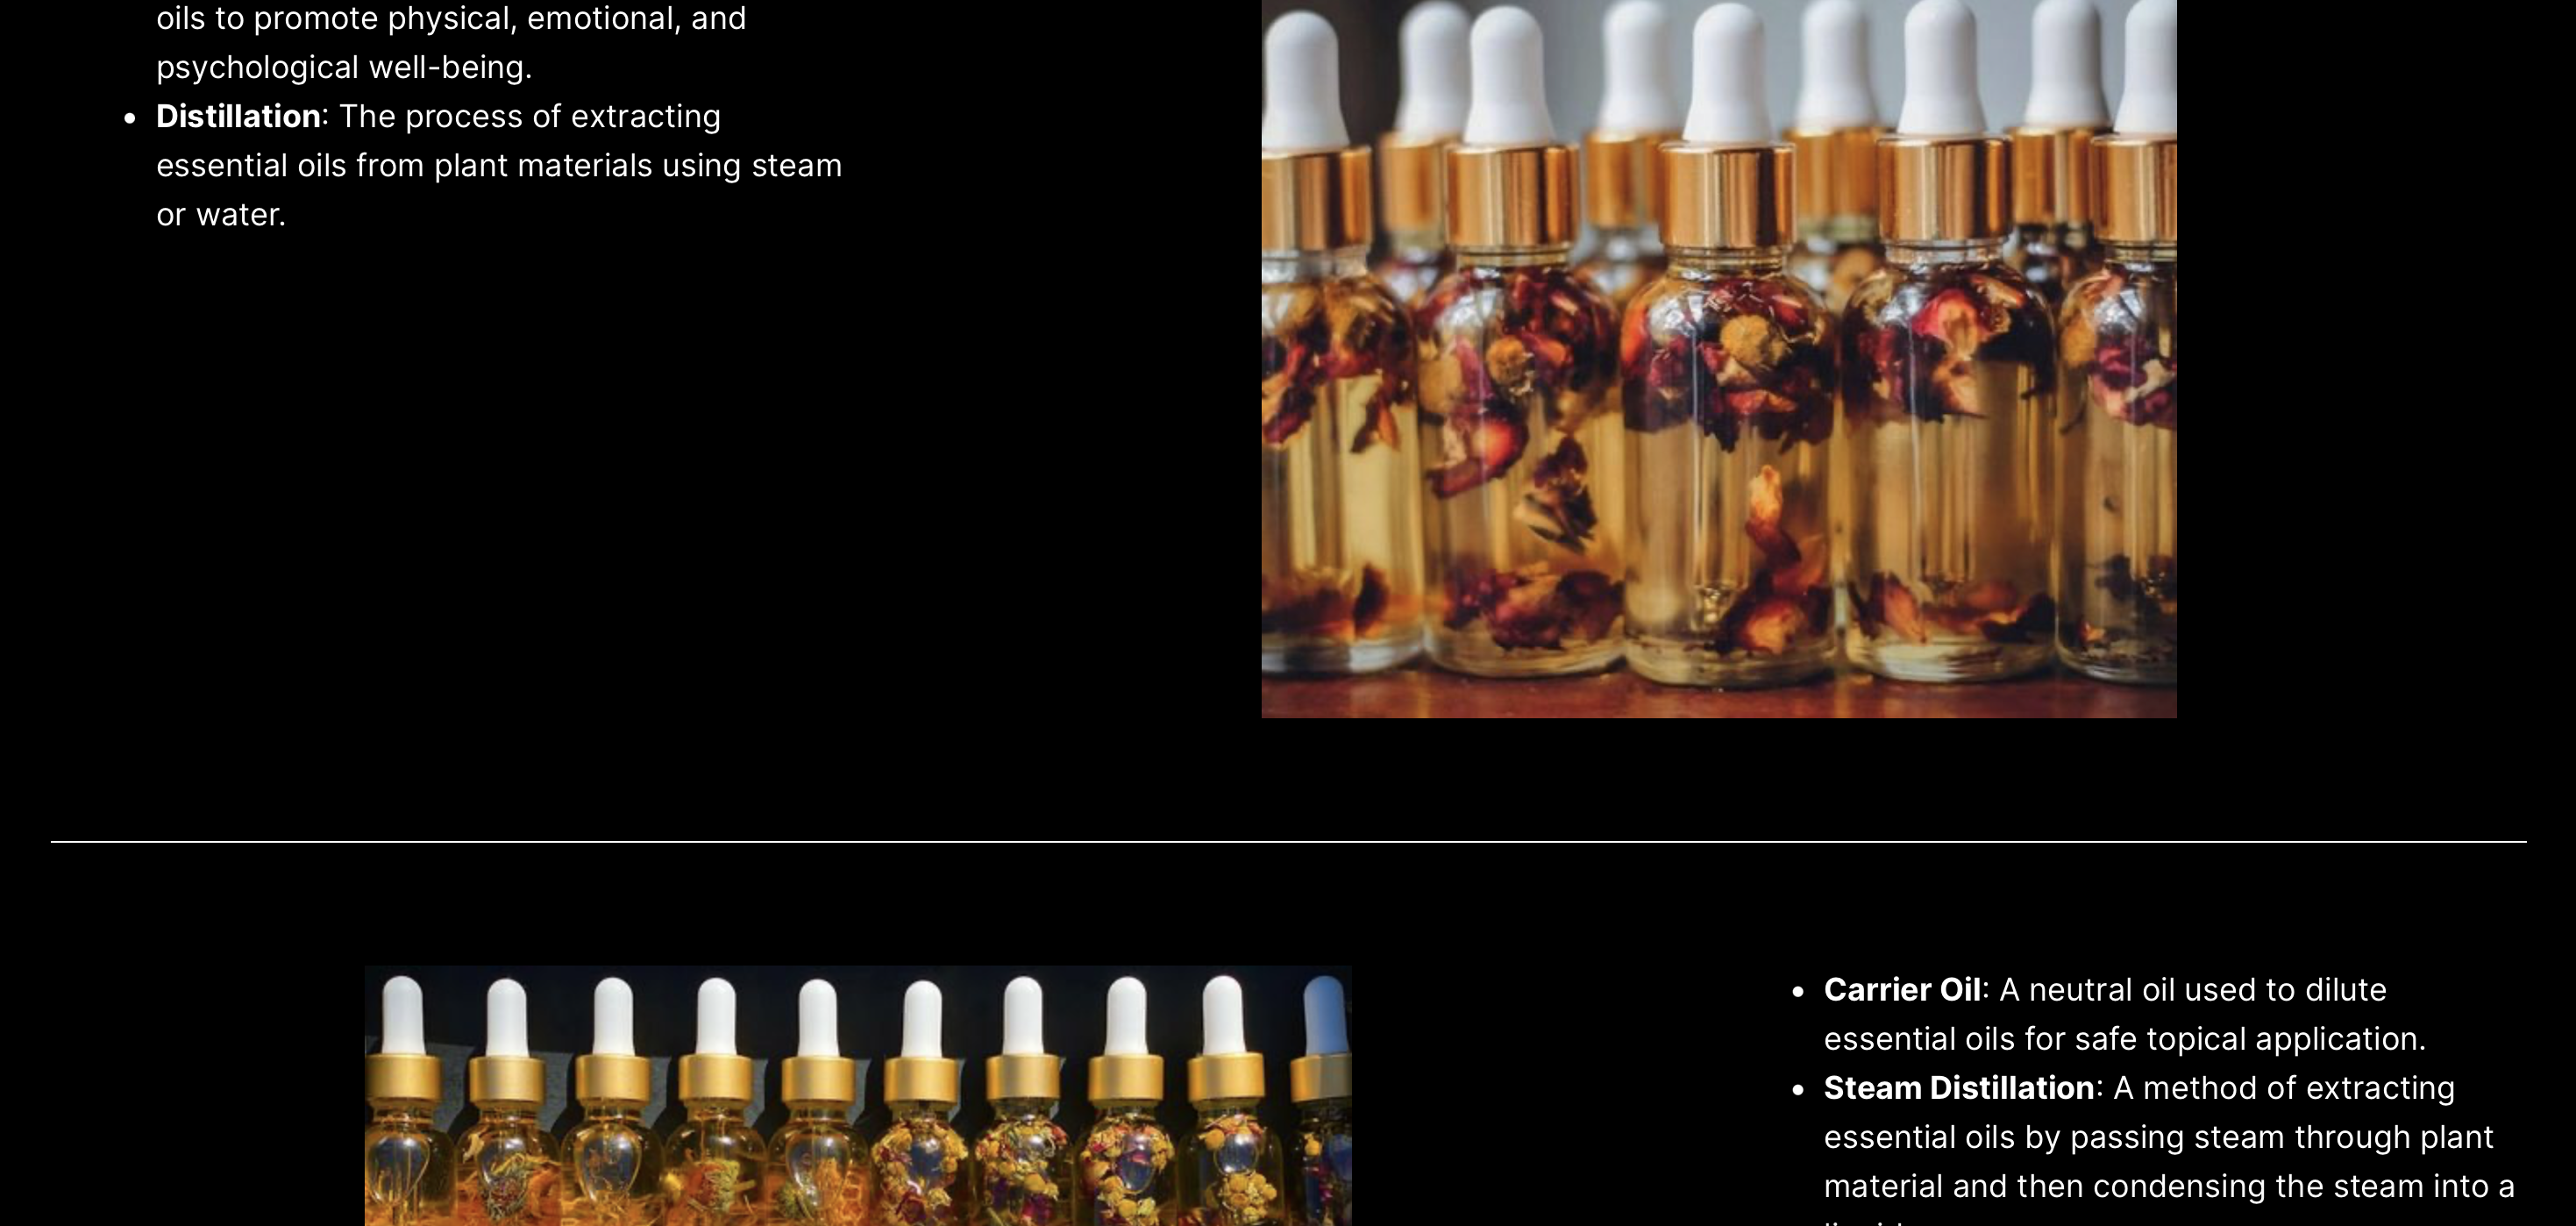 oils to promote physical, emotional, and
psychological well-being.
• Distillation: The process of extracting
essential oils from plant materials using steam
or water.
• Carrier Oil: A neutral oil used to dilute
essential oils for safe topical application.
• Steam Distillation: A method of extracting
essential oils by passing steam through plant
material and then condensing the steam into a